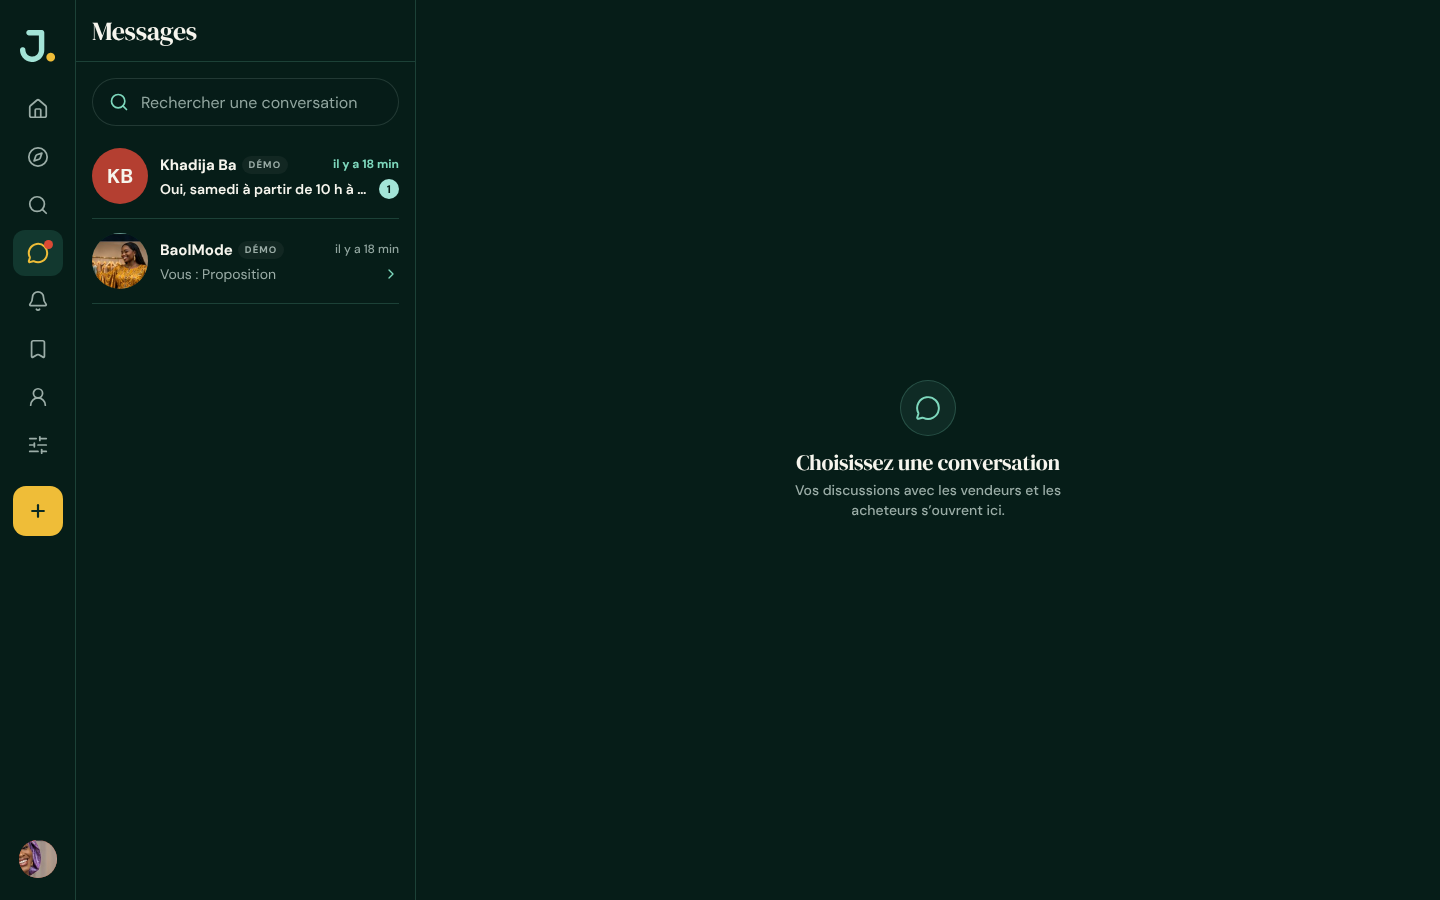 J.
Messages
Rechercher une conversation
KB
Khadija Ba DÉMO il y a 18 min
Oui, samedi à partir de 10 h à ... 1
BaolMode DÉMO il y a 18 min
Vous : Proposition
Choisissez une conversation
Vos discussions avec les vendeurs et les
acheteurs s’ouvrent ici.